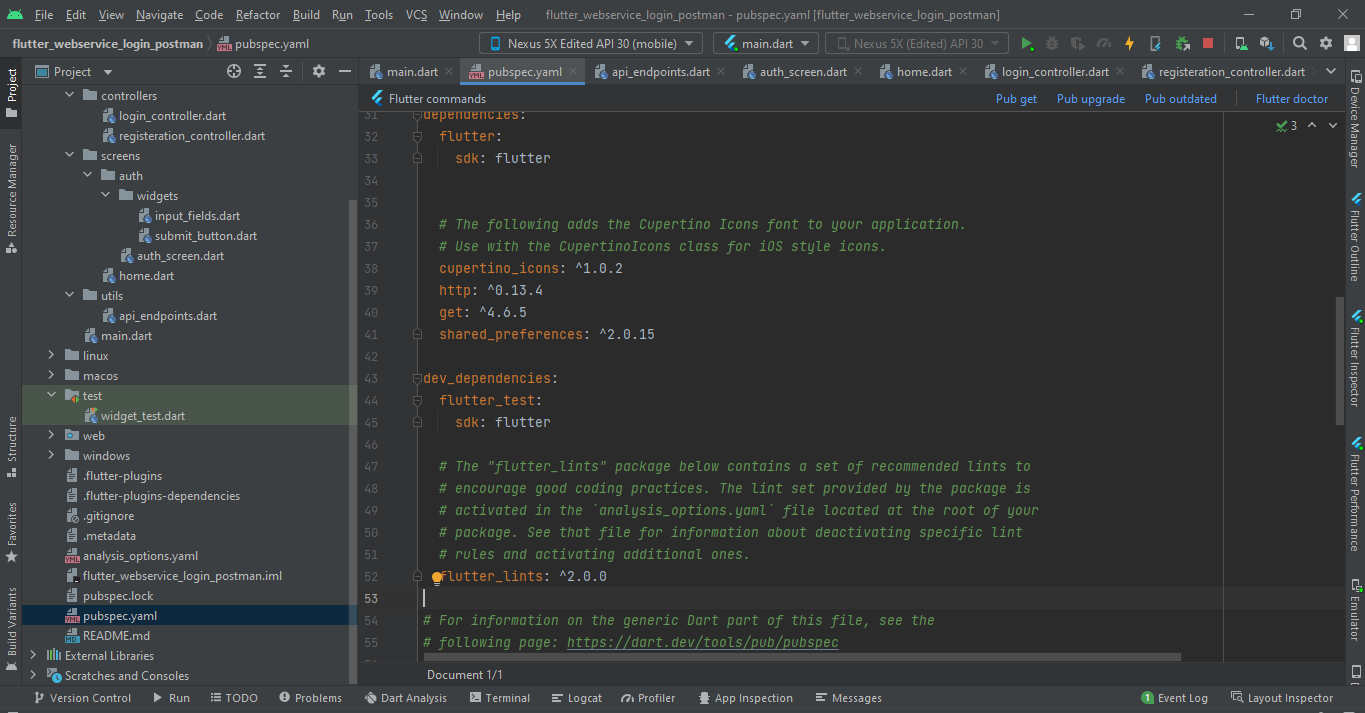 File Edit View Navigate Code Refactor Build Run Tools VCS Window Help flutter_webservice_login_postman - pubspec.yaml [flutter_webservice_login_postman]
flutter_webservice_login_postman pubspec.yaml Nexus 5X Edited API 30 (mobile) main.dart Nexus 5X (Edited) API 30
Project
main.dart pubspec.yaml api_endpoints.dart auth_screen.dart home.dart login_controller.dart registeration_controller.dart
Flutter commands Pub get Pub upgrade Pub outdated Flutter doctor
Project
Resource Manager
Structure
Favorites
Build Variants
controllers
login_controller.dart
registeration_controller.dart
screens
auth
widgets
input_fields.dart
submit_button.dart
auth_screen.dart
home.dart
utils
api_endpoints.dart
main.dart
linux
macos
test
widget_test.dart
web
windows
.flutter-plugins
.flutter-plugins-dependencies
.gitignore
.metadata
analysis_options.yaml
flutter_webservice_login_postman.iml
pubspec.lock
pubspec.yaml
README.md
External Libraries
Scratches and Consoles
3
31 dependencies:
32 flutter:
33 sdk: flutter
34
35
36 # The following adds the Cupertino Icons font to your application.
37 # Use with the CupertinoIcons class for iOS style icons.
38 cupertino_icons: ^1.0.2
39 http: ^0.13.4
40 get: ^4.6.5
41 shared_preferences: ^2.0.15
42
43 dev_dependencies:
44 flutter_test:
45 sdk: flutter
46
47 # The "flutter_lints" package below contains a set of recommended lints to
48 # encourage good coding practices. The lint set provided by the package is
49 # activated in the `analysis_options.yaml` file located at the root of your
50 # package. See that file for information about deactivating specific lint
51 # rules and activating additional ones.
52 flutter_lints: ^2.0.0
53
54 # For information on the generic Dart part of this file, see the
55 # following page: https://dart.dev/tools/pub/pubspec
Document 1/1
Device Manager
Flutter Outline
Flutter Inspector
Flutter Performance
Emulator
Version Control Run TODO Problems Dart Analysis Terminal Logcat Profiler App Inspection Messages 1 Event Log Layout Inspector